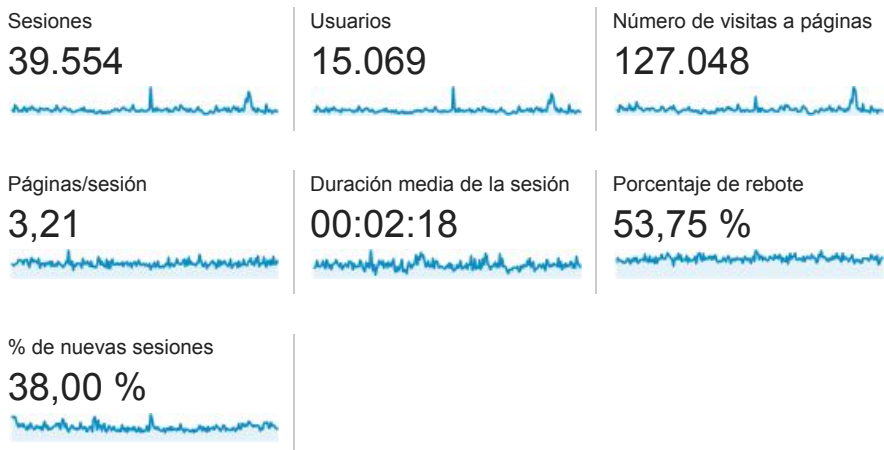 Sesiones
39.554
Usuarios
15.069
Número de visitas a páginas
127.048
Páginas/sesión
3,21
Duración media de la sesión
00:02:18
Porcentaje de rebote
53,75 %
% de nuevas sesiones
38,00 %